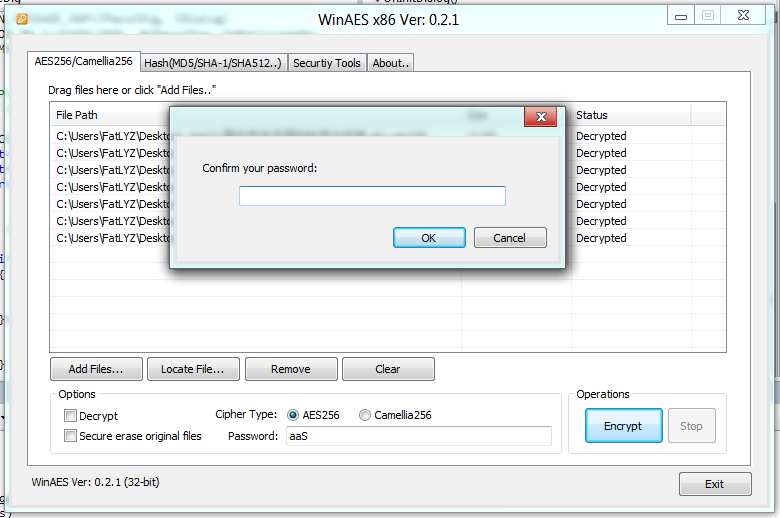 WinAES x86 Ver: 0.2.1
AES256/Camellia256
Hash(MD5/SHA-1/SHA512..)
Securtiy Tools
About..
Drag files here or click "Add Files.."
File Path
Status
C:\Users\FatLYZ\Deskto
Decrypted
C:\Users\FatLYZ\Deskto
Decrypted
C:\Users\FatLYZ\Deskto
Decrypted
C:\Users\FatLYZ\Deskto
Decrypted
C:\Users\FatLYZ\Deskto
Decrypted
C:\Users\FatLYZ\Deskto
Decrypted
C:\Users\FatLYZ\Deskto
Decrypted
Confirm your password:
OK
Cancel
Add Files...
Locate File...
Remove
Clear
Options
Decrypt
Cipher Type:
AES256
Camellia256
Secure erase original files
Password:
aaS
Operations
Encrypt
Stop
WinAES Ver: 0.2.1 (32-bit)
Exit